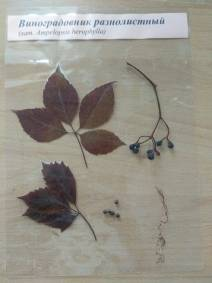 Виноградовник разнолистный
(лат. Ampelopsis heterophylla)